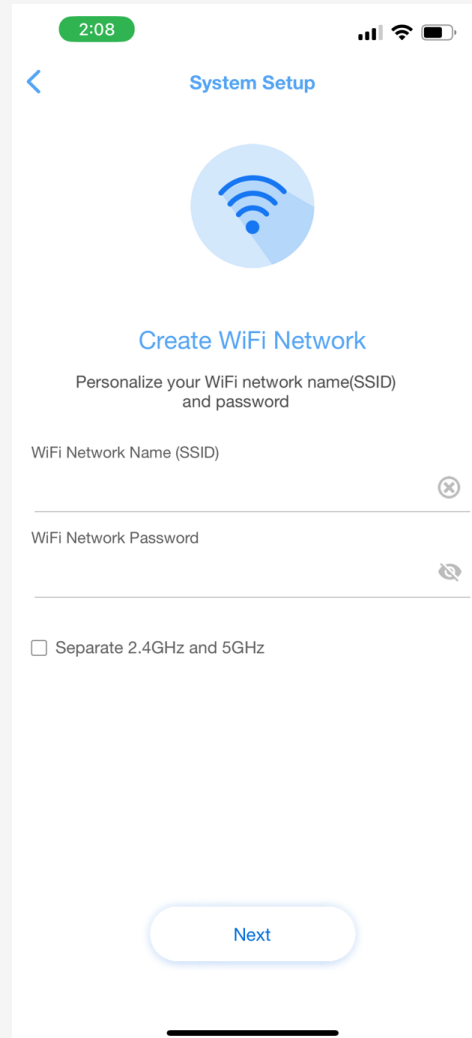 2:08
System Setup
Create WiFi Network
Personalize your WiFi network name(SSID)
and password
WiFi Network Name (SSID)
WiFi Network Password
Separate 2.4GHz and 5GHz
Next